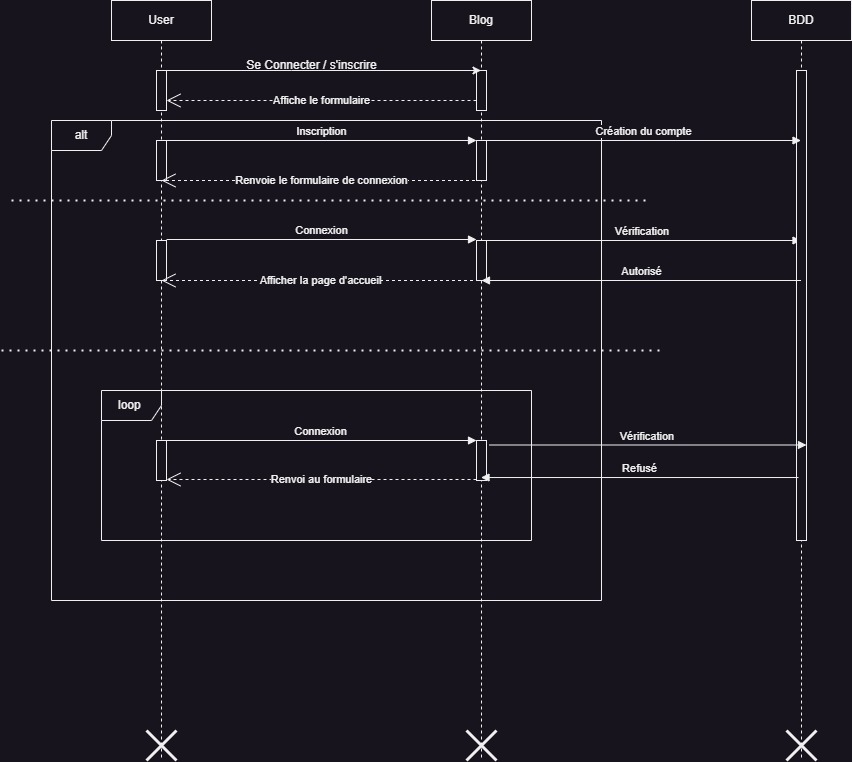 User
Blog
BDD
Se Connecter / s'inscrire
Affiche le formulaire
alt
Inscription
Création du compte
Renvoie le formulaire de connexion
Connexion
Vérification
Afficher la page d'accueil
Autorisé
loop
Connexion
Vérification
Renvoi au formulaire
Refusé